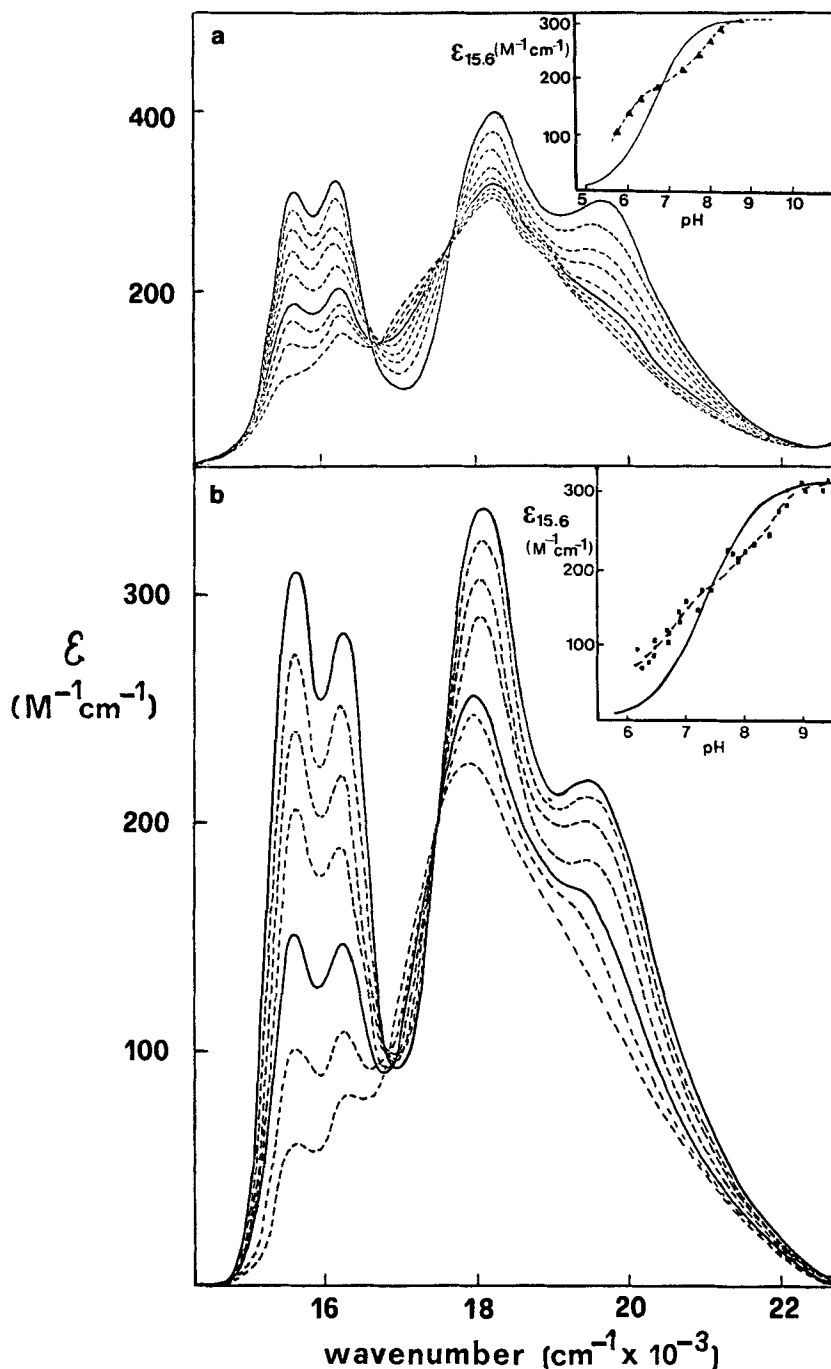 a
ε15.6 (M⁻¹cm⁻¹)
300
200
100
5 6 7 8 9 10
pH
400
200
b
ε15.6
(M⁻¹cm⁻¹)
300
200
100
6 7 8 9
pH
300
ε
(M⁻¹cm⁻¹)
200
100
16 18 20 22
wavenumber (cm⁻¹ x 10⁻³)